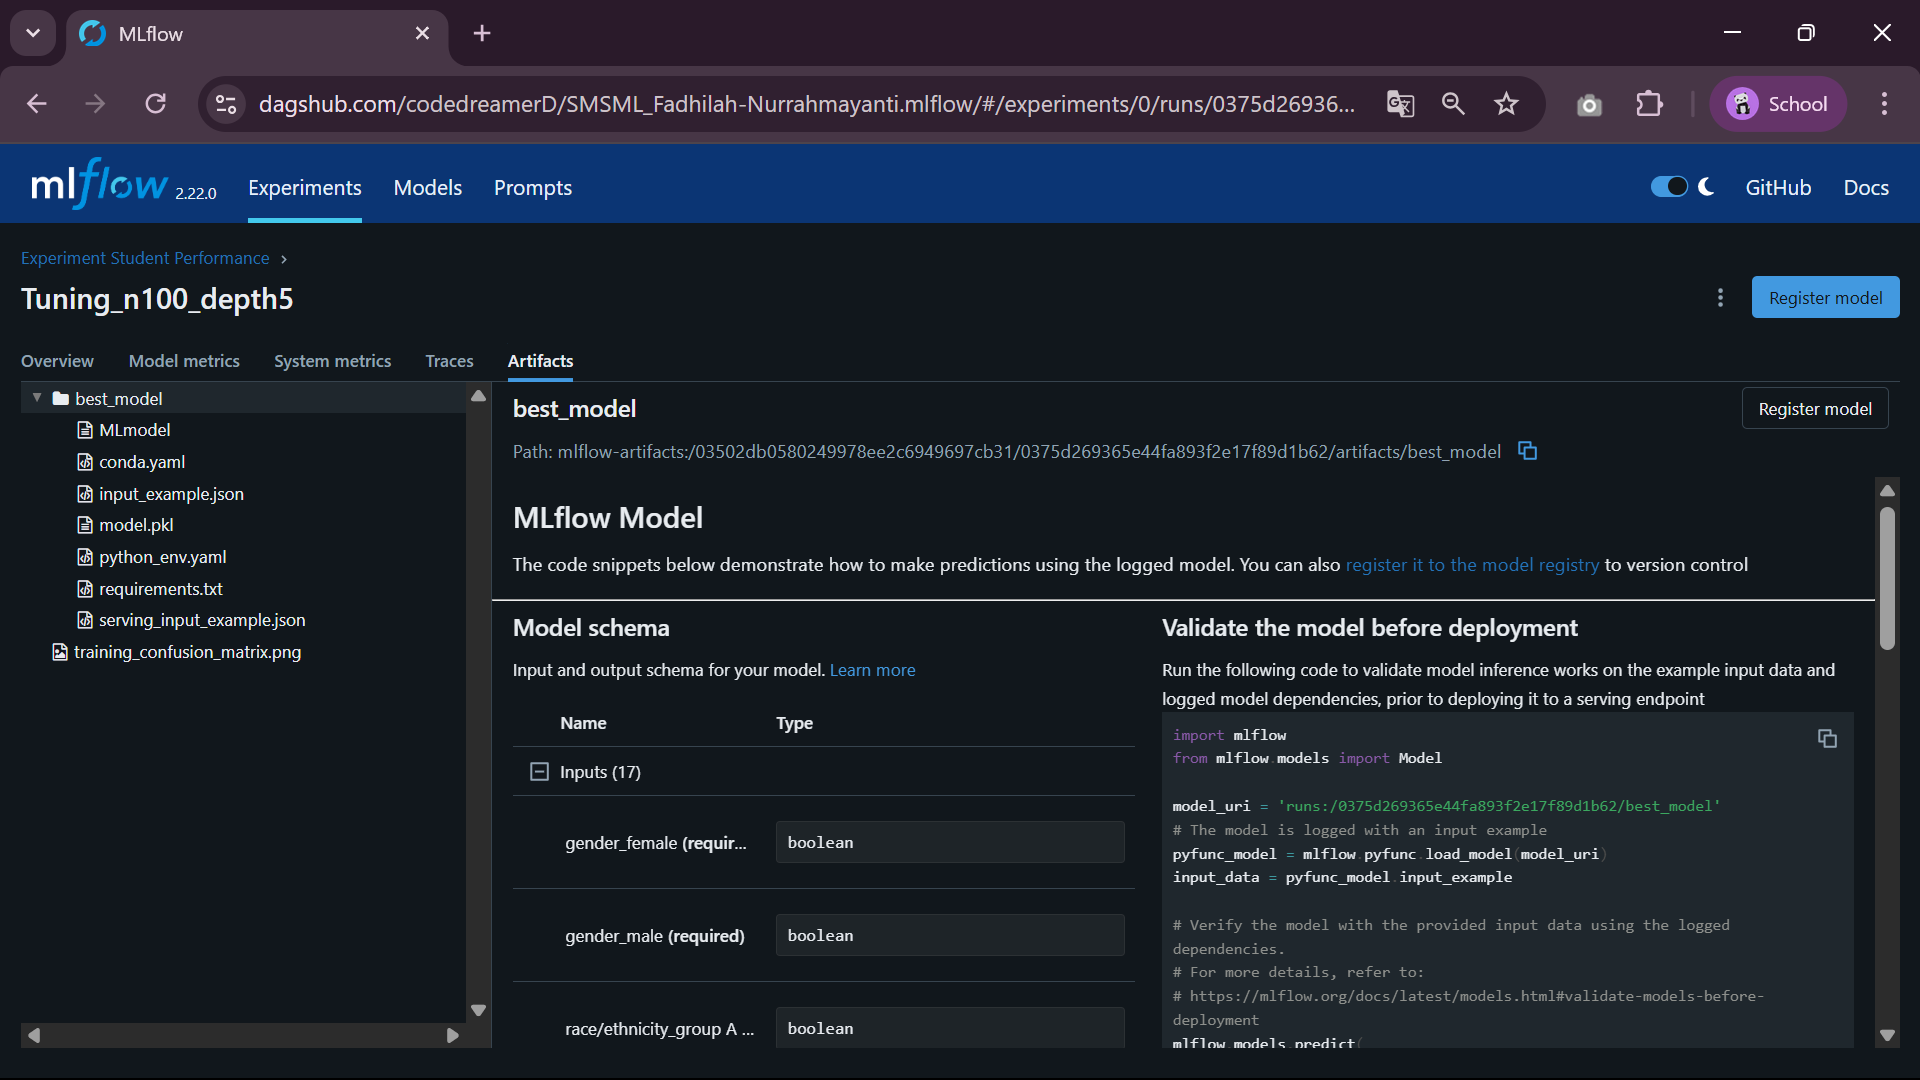 MLflow
dagshub.com/codedreamerD/SMSML_Fadhilah-Nurrahmayanti.mlflow/#/experiments/0/runs/0375d26936...
School
mlflow 2.22.0
Experiments
Models
Prompts
GitHub
Docs
Experiment Student Performance ›
Tuning_n100_depth5
Register model
Overview
Model metrics
System metrics
Traces
Artifacts
best_model
MLmodel
conda.yaml
input_example.json
model.pkl
python_env.yaml
requirements.txt
serving_input_example.json
training_confusion_matrix.png
best_model
Register model
Path: mlflow-artifacts:/03502db0580249978ee2c6949697cb31/0375d269365e44fa893f2e17f89d1b62/artifacts/best_model
MLflow Model
The code snippets below demonstrate how to make predictions using the logged model. You can also register it to the model registry to version control
Model schema
Input and output schema for your model. Learn more
Name Type
Inputs (17)
gender_female (requir... boolean
gender_male (required) boolean
race/ethnicity_group A ... boolean
Validate the model before deployment
Run the following code to validate model inference works on the example input data and
logged model dependencies, prior to deploying it to a serving endpoint
import mlflow
from mlflow.models import Model
model_uri = 'runs:/0375d269365e44fa893f2e17f89d1b62/best_model'
# The model is logged with an input example
pyfunc_model = mlflow.pyfunc.load_model(model_uri)
input_data = pyfunc_model.input_example
# Verify the model with the provided input data using the logged
dependencies.
# For more details, refer to:
# https://mlflow.org/docs/latest/models.html#validate-models-before-
deployment
mlflow.models.predict(